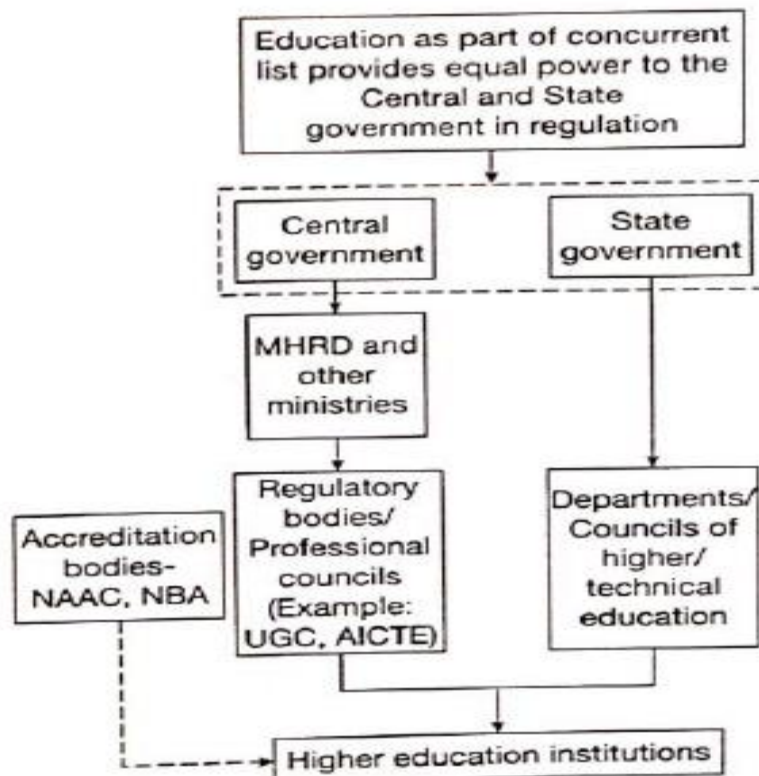 Education as part of concurrent
list provides equal power to the
Central and State
government in regulation
Central
government
State
government
MHRD and
other
ministries
Regulatory
bodies/
Professional
councils
(Example:
UGC, AICTE)
Departments/
Councils of
higher/
technical
education
Accreditation
bodies-
NAAC, NBA
Higher education institutions